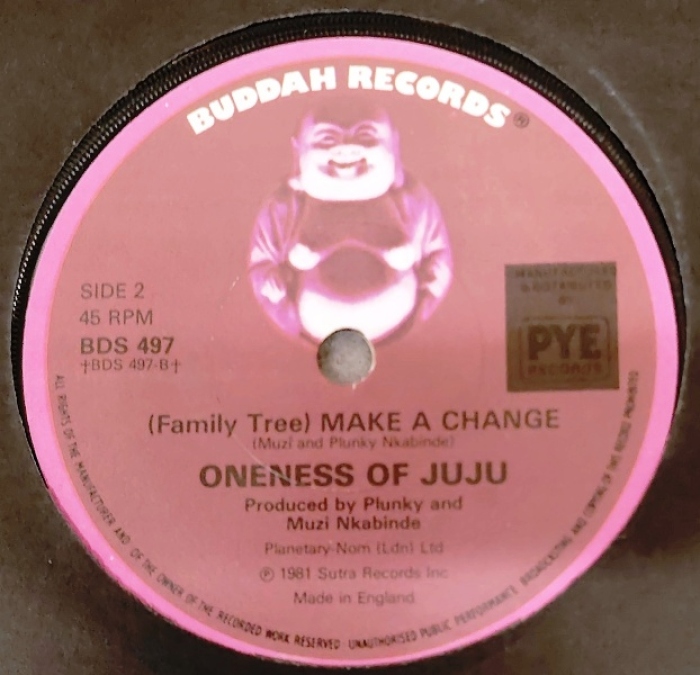 BUDDAH RECORDS ®
SIDE 2
45 RPM
BDS 497
†BDS 497-B†
MANUFACTURED
& DISTRIBUTED
BY
PYE
RECORDS
(Family Tree) MAKE A CHANGE
(Muzi and Plunky Nkabinde)
ONENESS OF JUJU
Produced by Plunky and
Muzi Nkabinde
Planetary-Nom (Ldn) Ltd
℗ 1981 Sutra Records Inc
Made in England
ALL RIGHTS OF THE MANUFACTURER AND OF THE OWNER OF THE RECORDED WORK RESERVED · UNAUTHORISED PUBLIC PERFORMANCE BROADCASTING AND COPYING OF THIS RECORD PROHIBITED